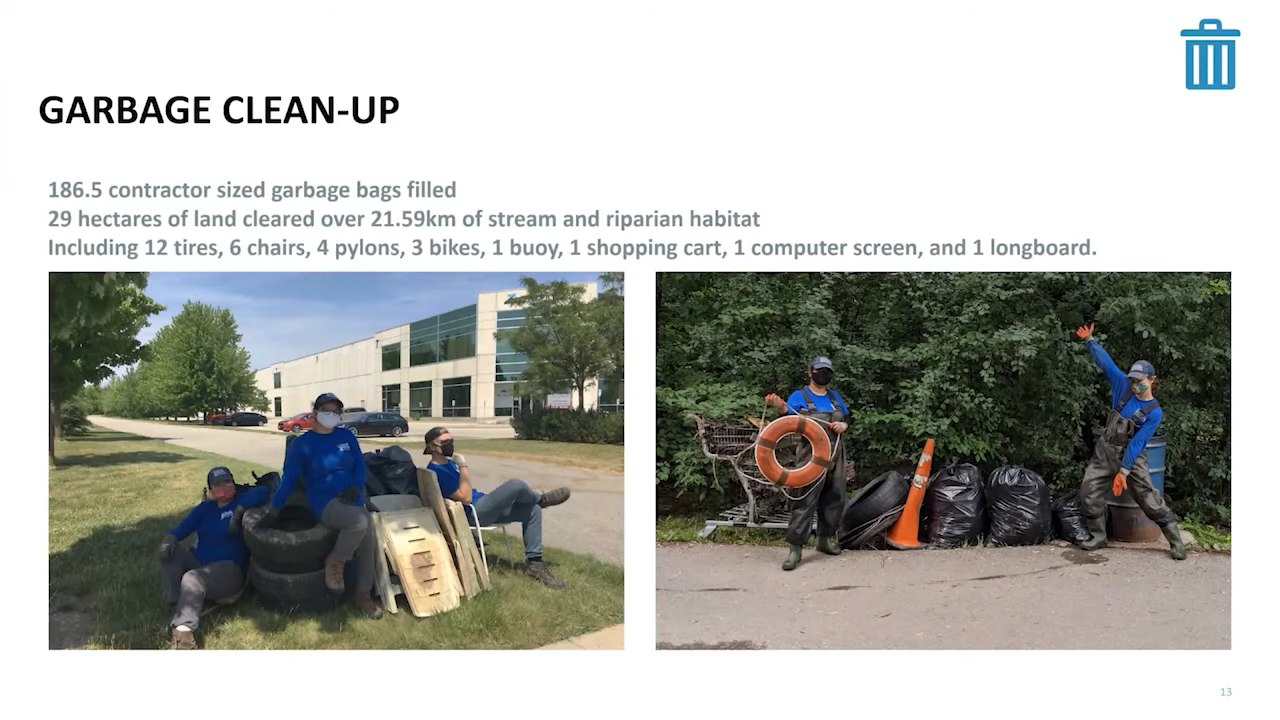 GARBAGE CLEAN-UP
186.5 contractor sized garbage bags filled
29 hectares of land cleared over 21.59km of stream and riparian habitat
Including 12 tires, 6 chairs, 4 pylons, 3 bikes, 1 buoy, 1 shopping cart, 1 computer screen, and 1 longboard.
13